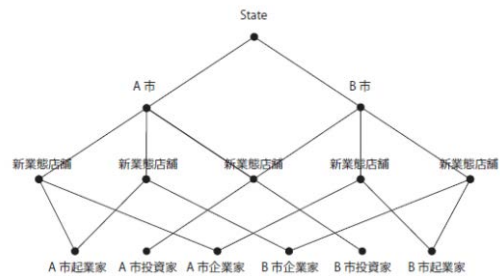 State
A 市
B 市
新業態店舗 新業態店舗 新業態店舗 新業態店舗 新業態店舗
A 市起業家 A 市投資家 A 市企業家 B 市企業家 B 市投資家 B 市起業家